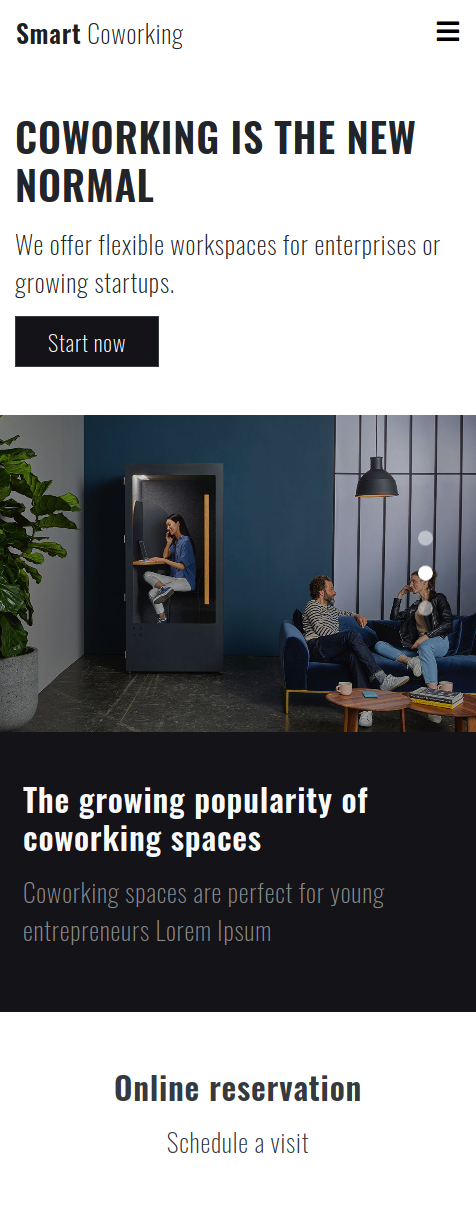 Smart Coworking
COWORKING IS THE NEW
NORMAL
We offer flexible workspaces for enterprises or
growing startups.
Start now
The growing popularity of
coworking spaces
Coworking spaces are perfect for young
entrepreneurs Lorem Ipsum
Online reservation
Schedule a visit